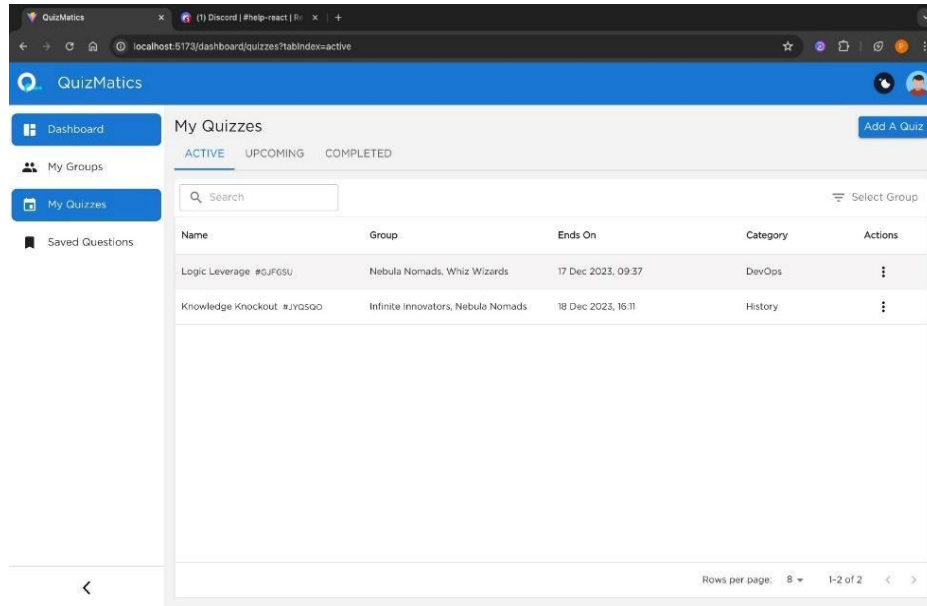 QuizMatics
(1) Discord | #help-react | Re
localhost:5173/dashboard/quizzes?tabIndex=active
QuizMatics
Dashboard
My Groups
My Quizzes
Saved Questions
My Quizzes
Add A Quiz
ACTIVE UPCOMING COMPLETED
Search
Select Group
Name Group Ends On Category Actions
Logic Leverage #GJFGSU Nebula Nomads, Whiz Wizards 17 Dec 2023, 09:37 DevOps
Knowledge Knockout #JYQSQO Infinite Innovators, Nebula Nomads 18 Dec 2023, 16:11 History
Rows per page: 8 1-2 of 2